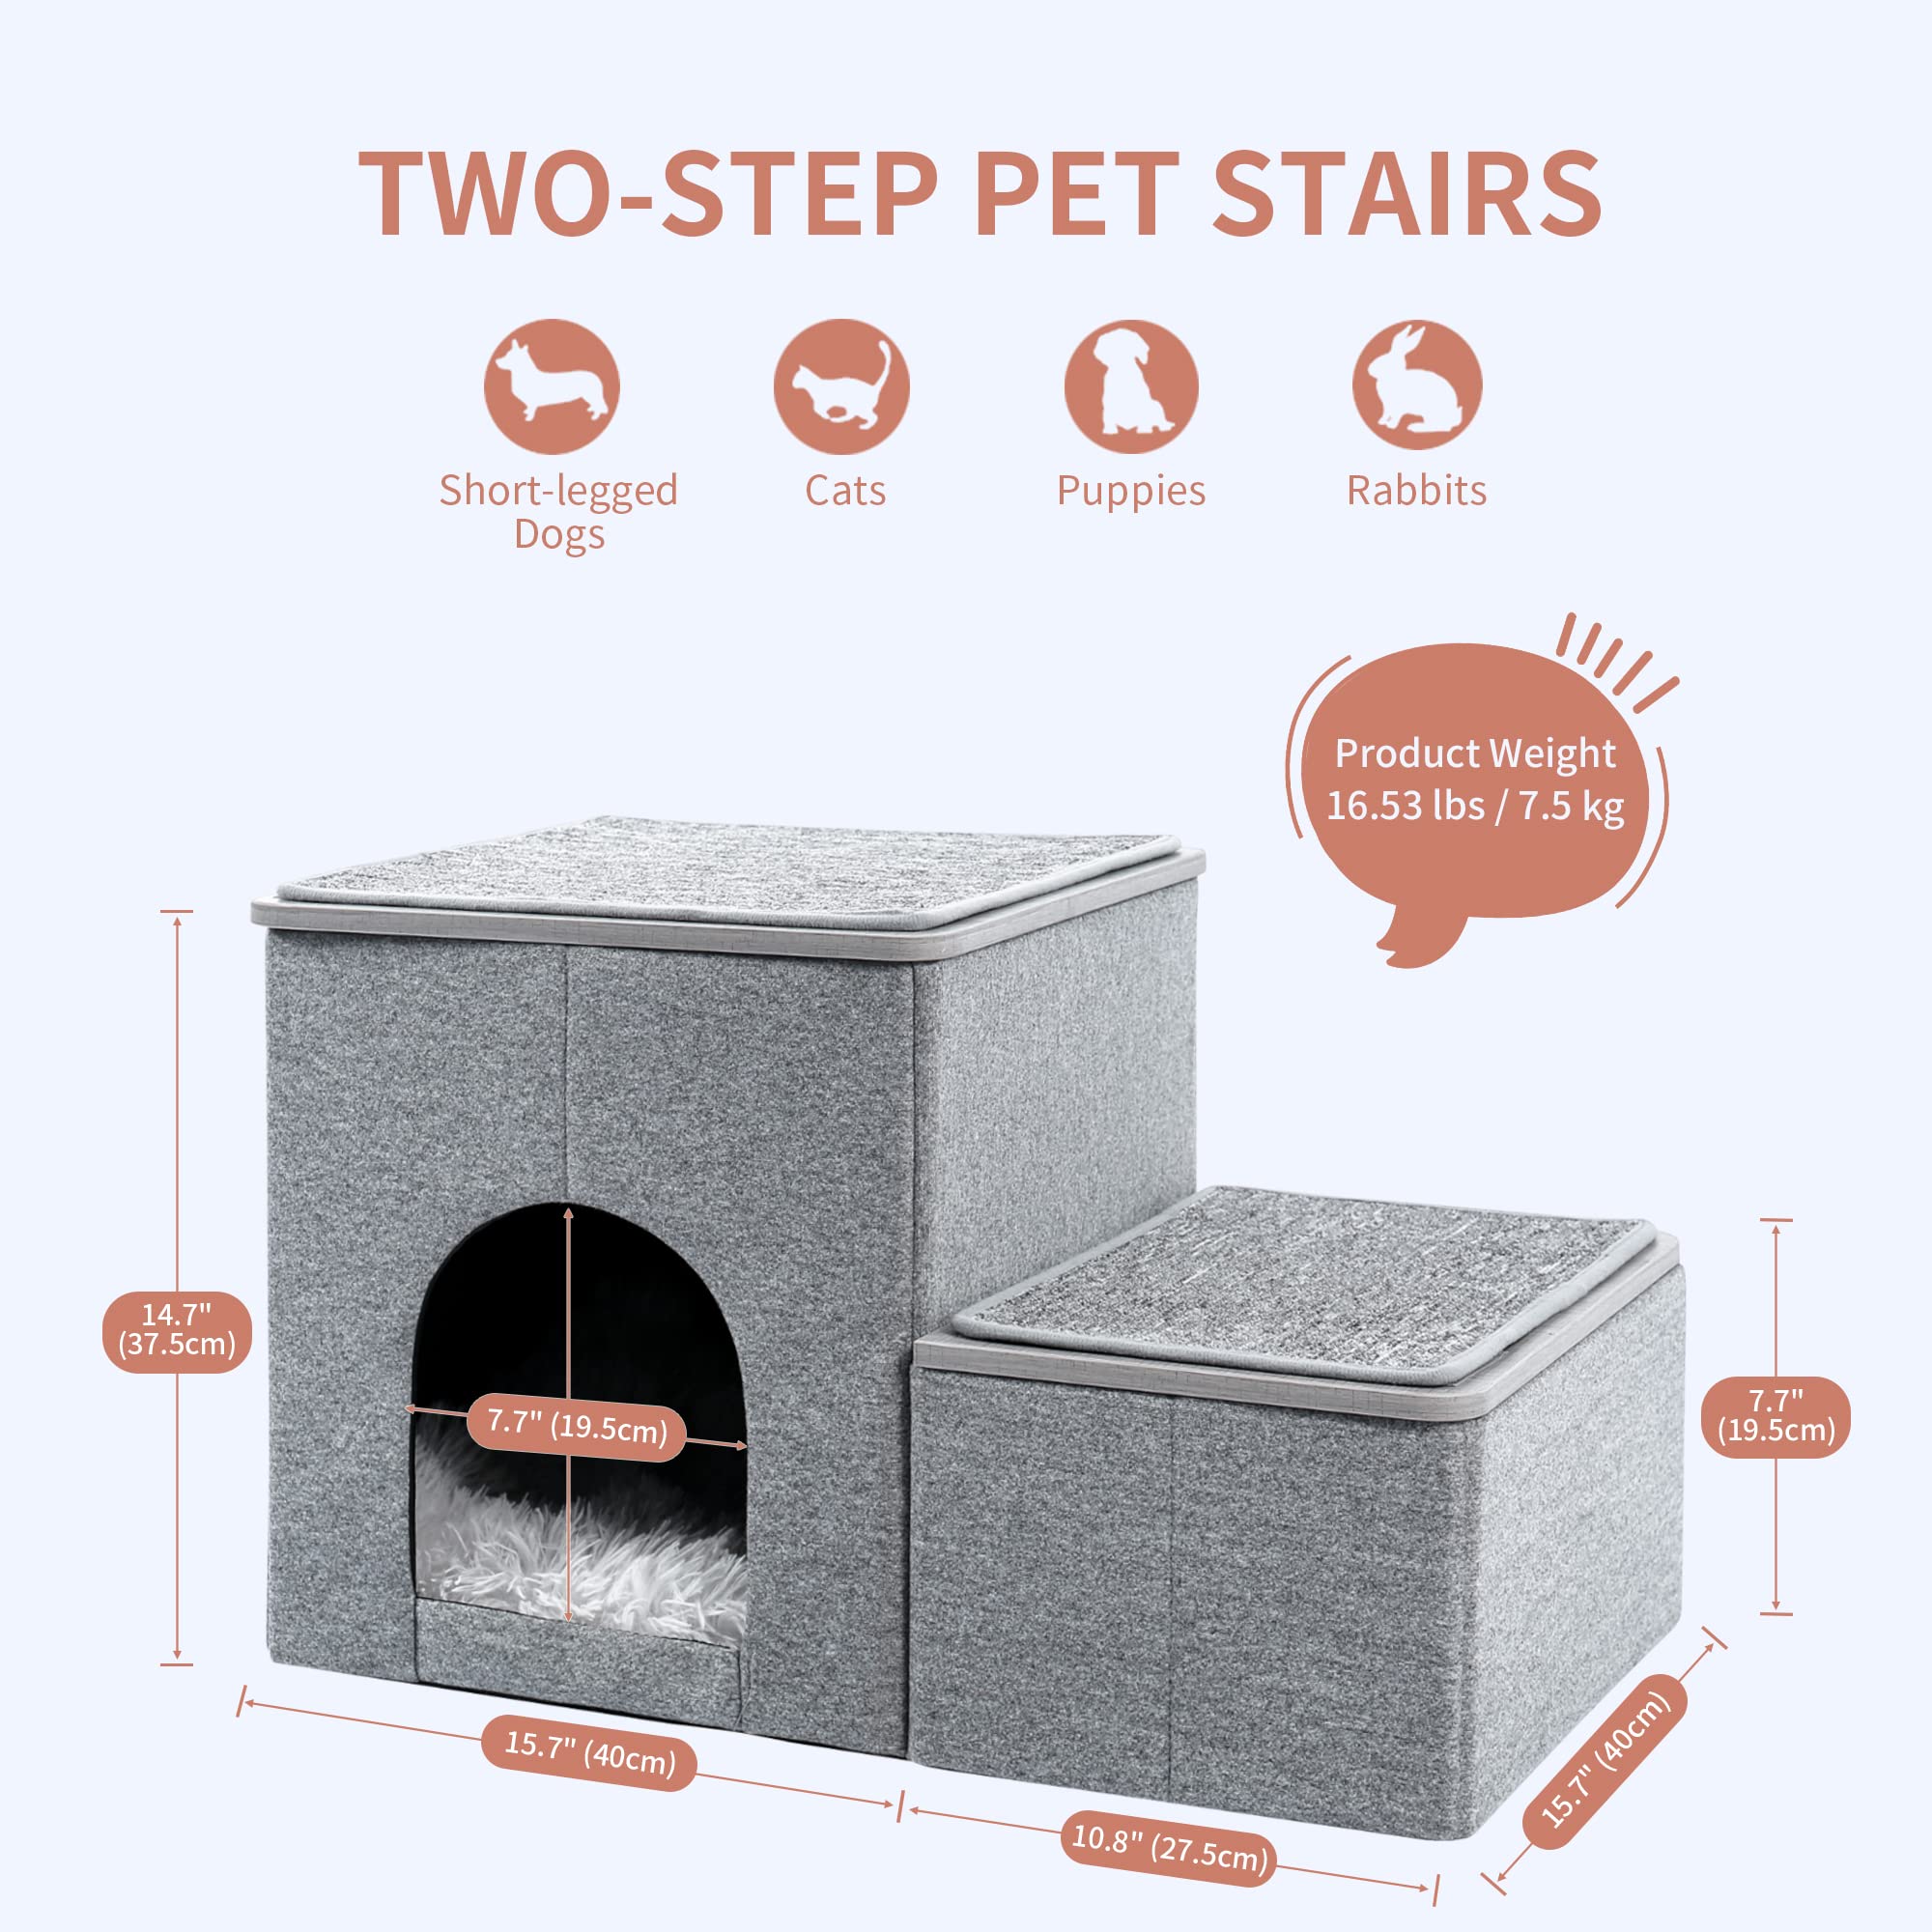 TWO-STEP PET STAIRS
Short-legged
Dogs
Cats
Puppies
Rabbits
Product Weight
16.53 lbs / 7.5 kg
14.7"
(37.5cm)
7.7" (19.5cm)
7.7"
(19.5cm)
15.7" (40cm)
10.8" (27.5cm)
15.7" (40cm)